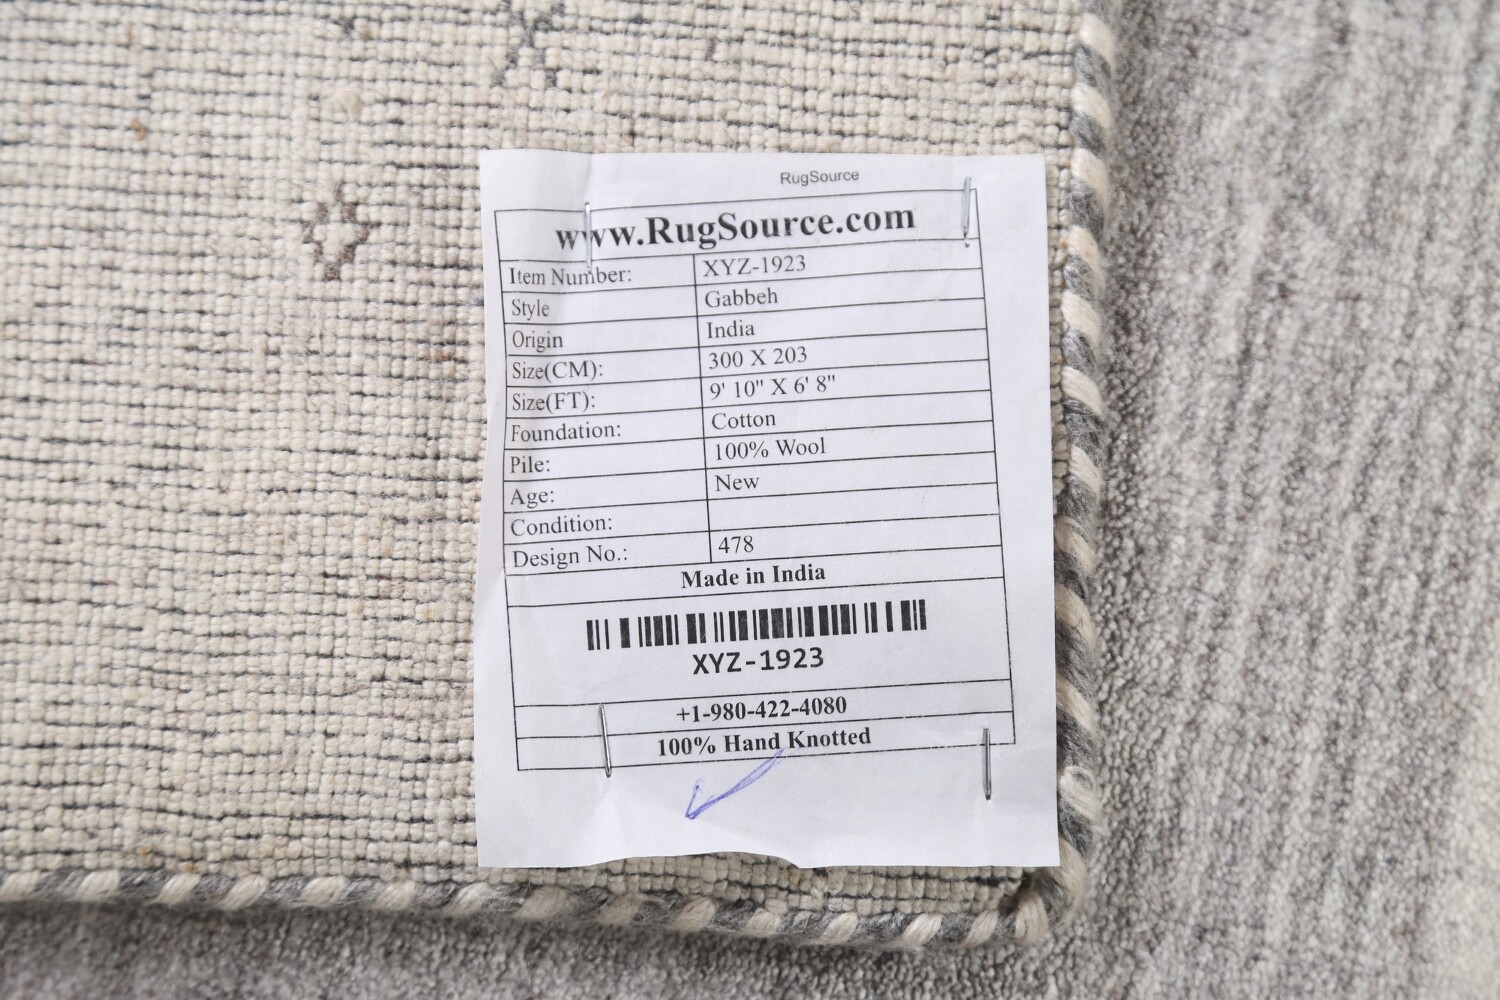 RugSource
www.RugSource.com
Item Number: XYZ-1923
Style Gabbeh
Origin India
Size(CM): 300 X 203
Size(FT): 9' 10" X 6' 8"
Foundation: Cotton
Pile: 100% Wool
Age: New
Condition:
Design No.: 478
Made in India
XYZ-1923
+1-980-422-4080
100% Hand Knotted